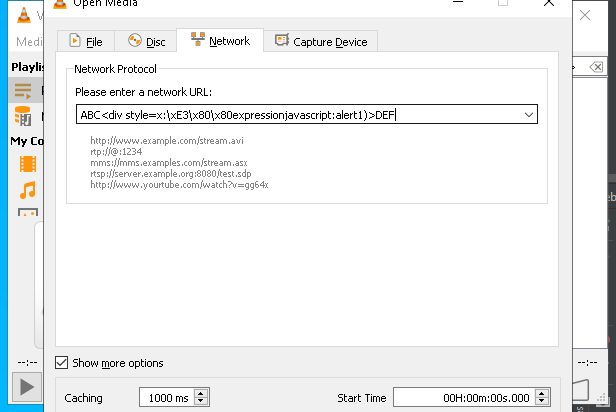 V
Open Media
Medi
File
Disc
Network
Capture Device
Playlis
Network Protocol
Please enter a network URL:
ABC<div style=x:\xE3\x80\x80expressionjavascript:alert1)>DEF
My Co
http://www.example.com/stream.avi
rtp://@:1234
mms://mms.examples.com/stream.asx
rtsp://server.example.org:8080/test.sdp
http://www.yourtube.com/watch?v=gg64x
--:--
Show more options
--:--
Caching
1000 ms
Start Time
00H:00m:00s.000